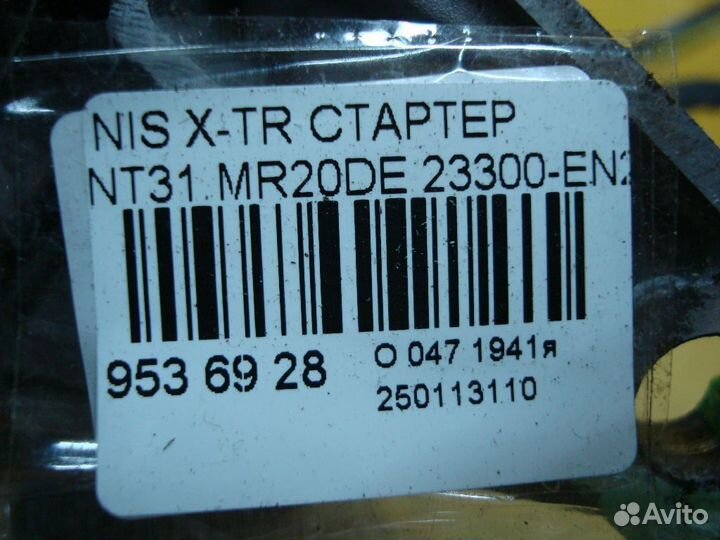 NIS X-TR СТАРТЕР
NT31 MR20DE 23300-EN2
953 69 28
О 047 1941я
250113110
Avito